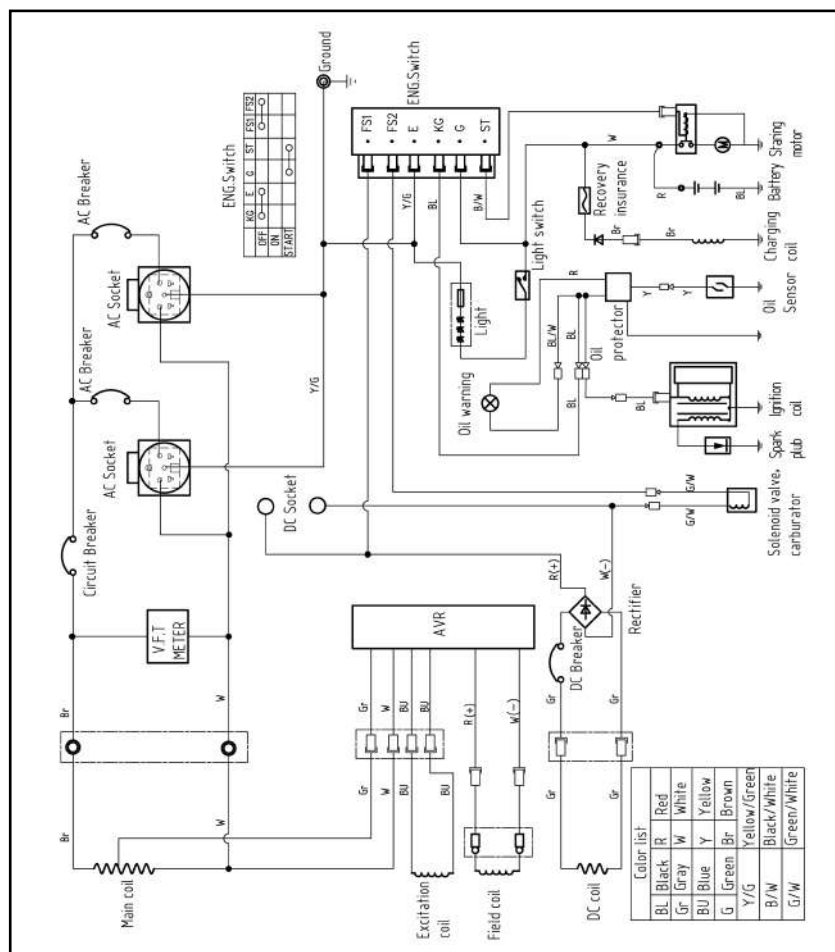 Ground
ENG.Switch
KG E G ST FS1 FS2
OFF
ON
START
AC Breaker
AC Socket
AC Breaker
AC Socket
Circuit Breaker
V.F.T
METER
Br
W
Br
W
Main coil
Y/G
ENG.Switch
FS1
FS2
E
KG
G
ST
Y/G
BL
B/W
Light
Light switch
W
R
BL
M
Recovery
insurance
Br
Br
R
Y
Y
BL/W
BL
BL
BL
Oil warning
Oil
protector
Staring
motor
Battery
Charging
coil
Oil
Sensor
Ignition
coil
Spark
plub
Solenoid valve,
carburator
G/W
G/W
DC Socket
R(+)
W(-)
Rectifier
DC Breaker
AVR
Gr
W
BU
BU
R(+)
W(-)
Gr
Gr
Gr
W
BU
BU
Gr
Gr
Excitation
coil
Field coil
DC coil
Color list
BL Black R Red
Gr Gray W White
BU Blue Y Yellow
G Green Br Brown
Y/G Yellow/Green
B/W Black/White
G/W Green/White